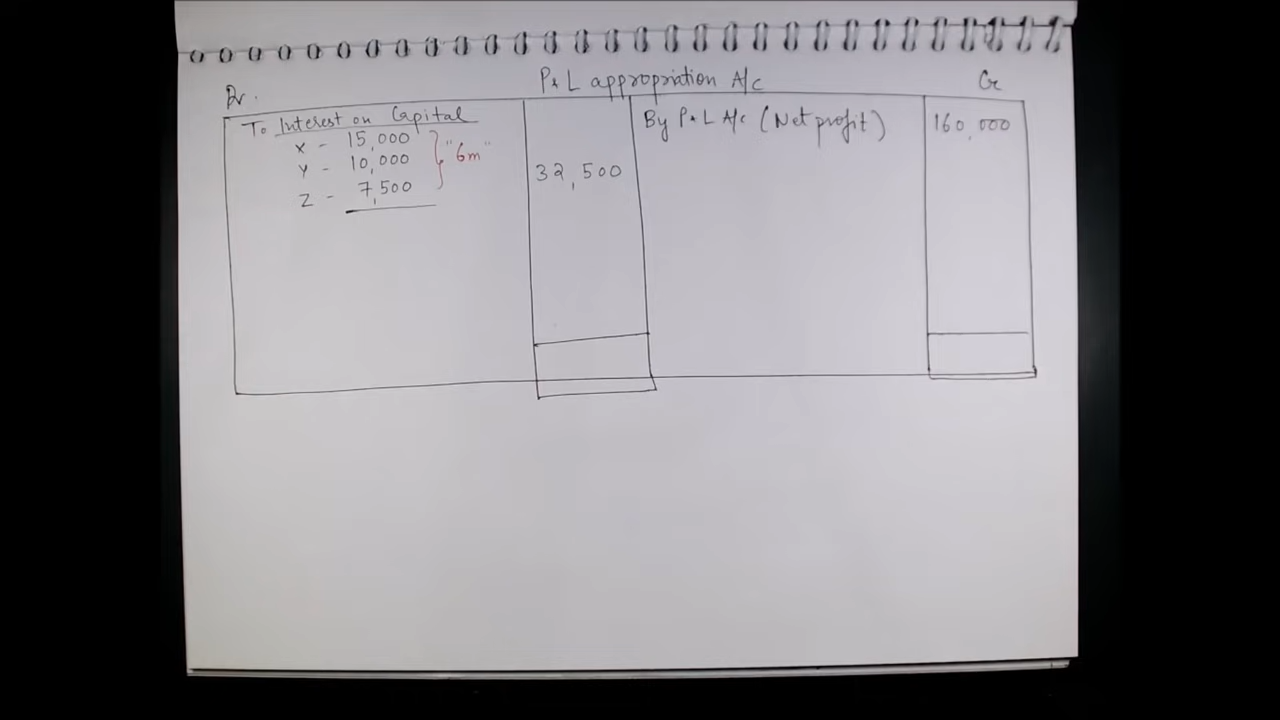 P & L appropriation A/c
Dr.
Cr
To Interest on Capital
X - 15,000
Y - 10,000
Z - 7,500
"6m"
32,500
By P & L A/c (Net profit)
160,000